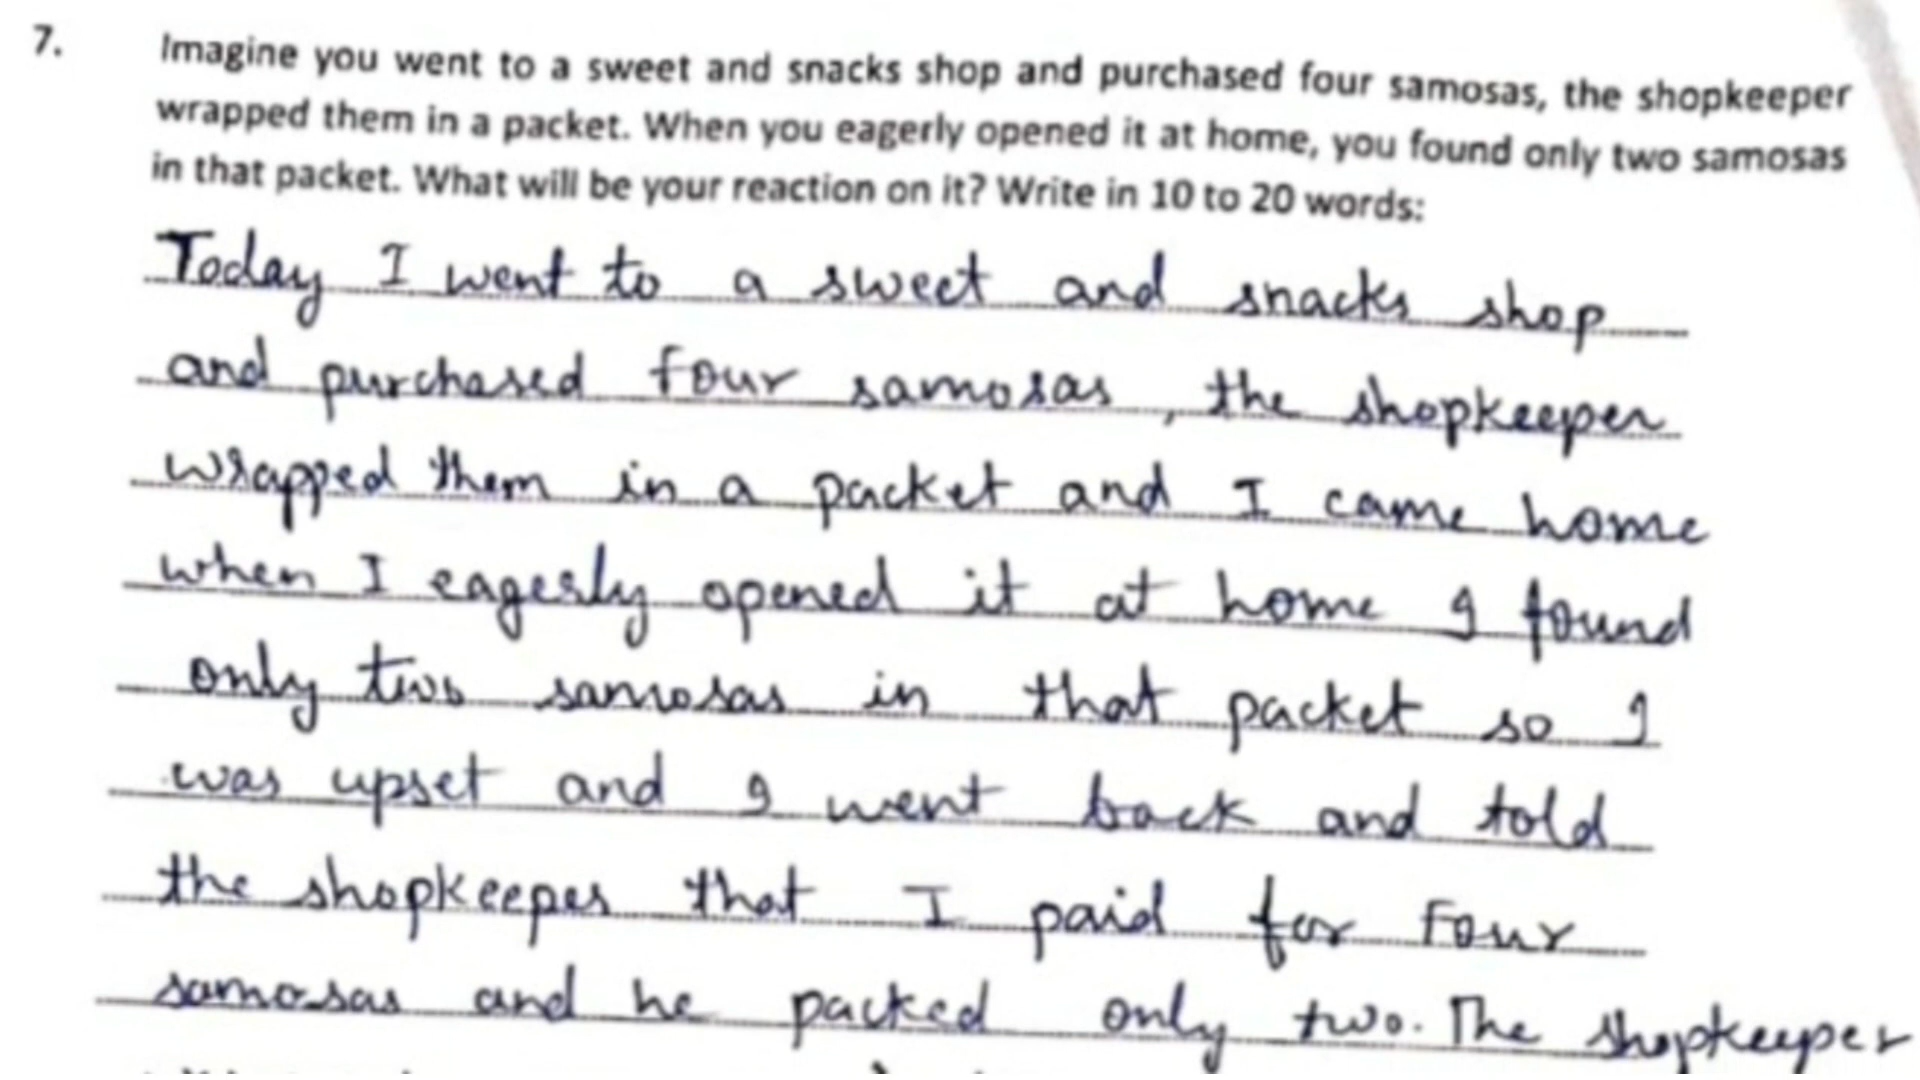 7. Imagine you went to a sweet and snacks shop and purchased four samosas, the shopkeeper
wrapped them in a packet. When you eagerly opened it at home, you found only two samosas
in that packet. What will be your reaction on it? Write in 10 to 20 words:
Today I went to a sweet and snacks shop
and purchased four samosas, the shopkeeper
wrapped them in a packet and I came home
when I eagerly opened it at home I found
only two samosas in that packet so I
was upset and I went back and told
the shopkeeper that I paid for Four
samosas and he packed only two. The shopkeeper